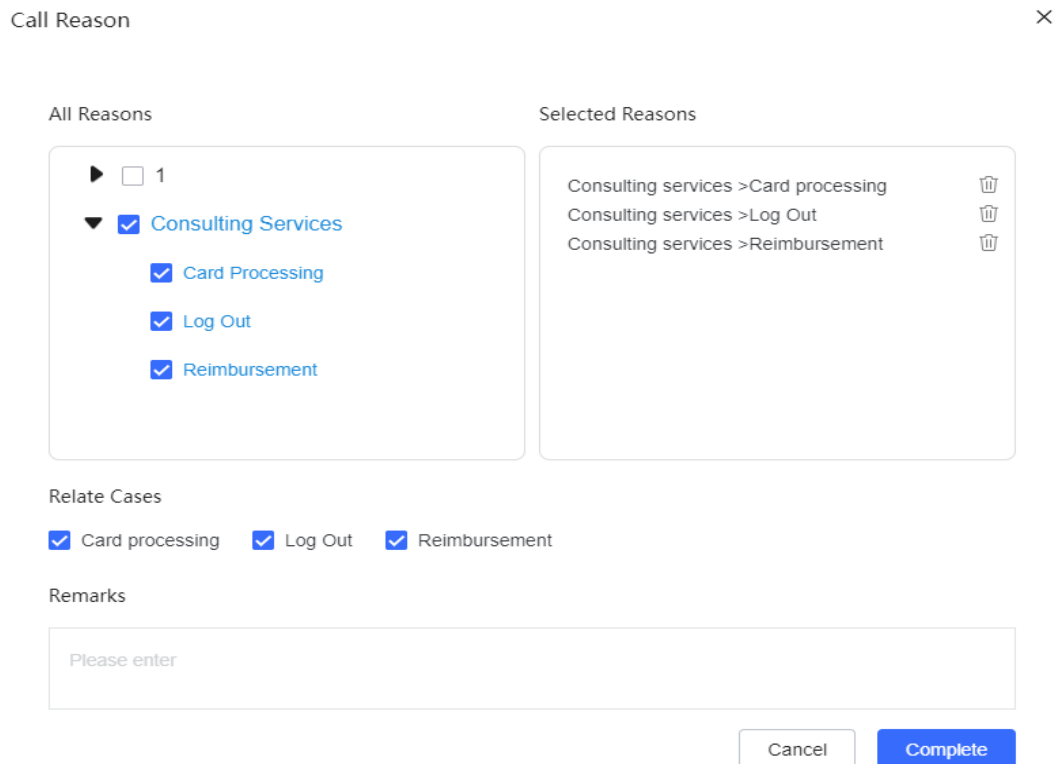 Call Reason
All Reasons
Selected Reasons
1
Consulting Services
Card Processing
Log Out
Reimbursement
Consulting services >Card processing
Consulting services >Log Out
Consulting services >Reimbursement
Relate Cases
Card processing Log Out Reimbursement
Remarks
Please enter
Cancel Complete